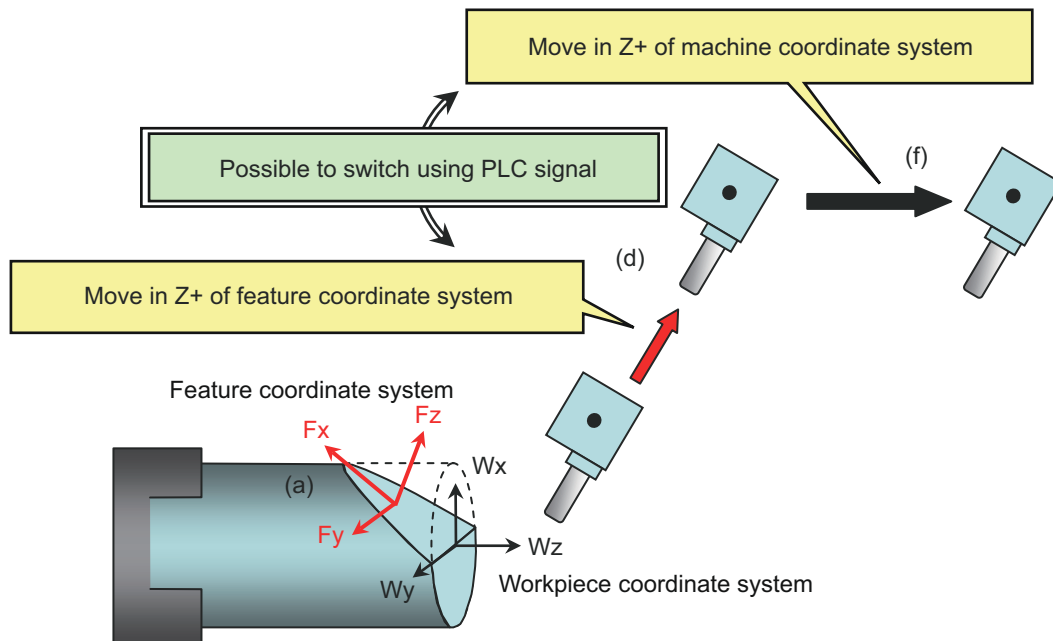 Move in Z+ of machine coordinate system
Possible to switch using PLC signal
(f)
(d)
Move in Z+ of feature coordinate system
Feature coordinate system
Fz
Fx
Wx
(a)
Fy
Wz
Wy
Workpiece coordinate system